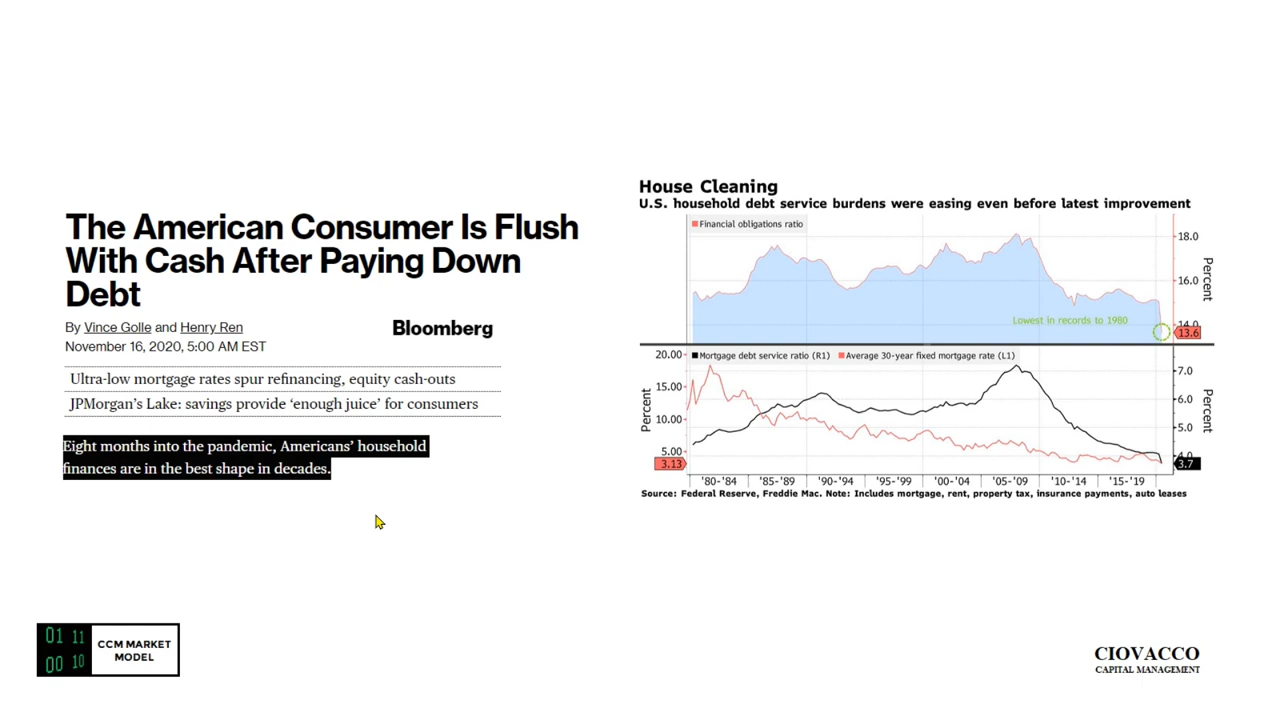 The American Consumer Is Flush
With Cash After Paying Down
Debt
By Vince Golle and Henry Ren
November 16, 2020, 5:00 AM EST
Bloomberg
Ultra-low mortgage rates spur refinancing, equity cash-outs
JPMorgan's Lake: savings provide 'enough juice' for consumers
Eight months into the pandemic, Americans' household
finances are in the best shape in decades.
House Cleaning
U.S. household debt service burdens were easing even before latest improvement
Financial obligations ratio
18.0
16.0
14.0
13.6
Percent
Lowest in records to 1980
Mortgage debt service ratio (R1) Average 30-year fixed mortgage rate (L1)
20.00
15.00
10.00
5.00
3.13
Percent
7.0
6.0
5.0
4.0
3.7
Percent
'80-'84 '85-'89 '90-'94 '95-'99 '00-'04 '05-'09 '10-'14 '15-'19
Source: Federal Reserve, Freddie Mac. Note: Includes mortgage, rent, property tax, insurance payments, auto leases
01 11
00 10
CCM MARKET
MODEL
CIOVACCO
CAPITAL MANAGEMENT